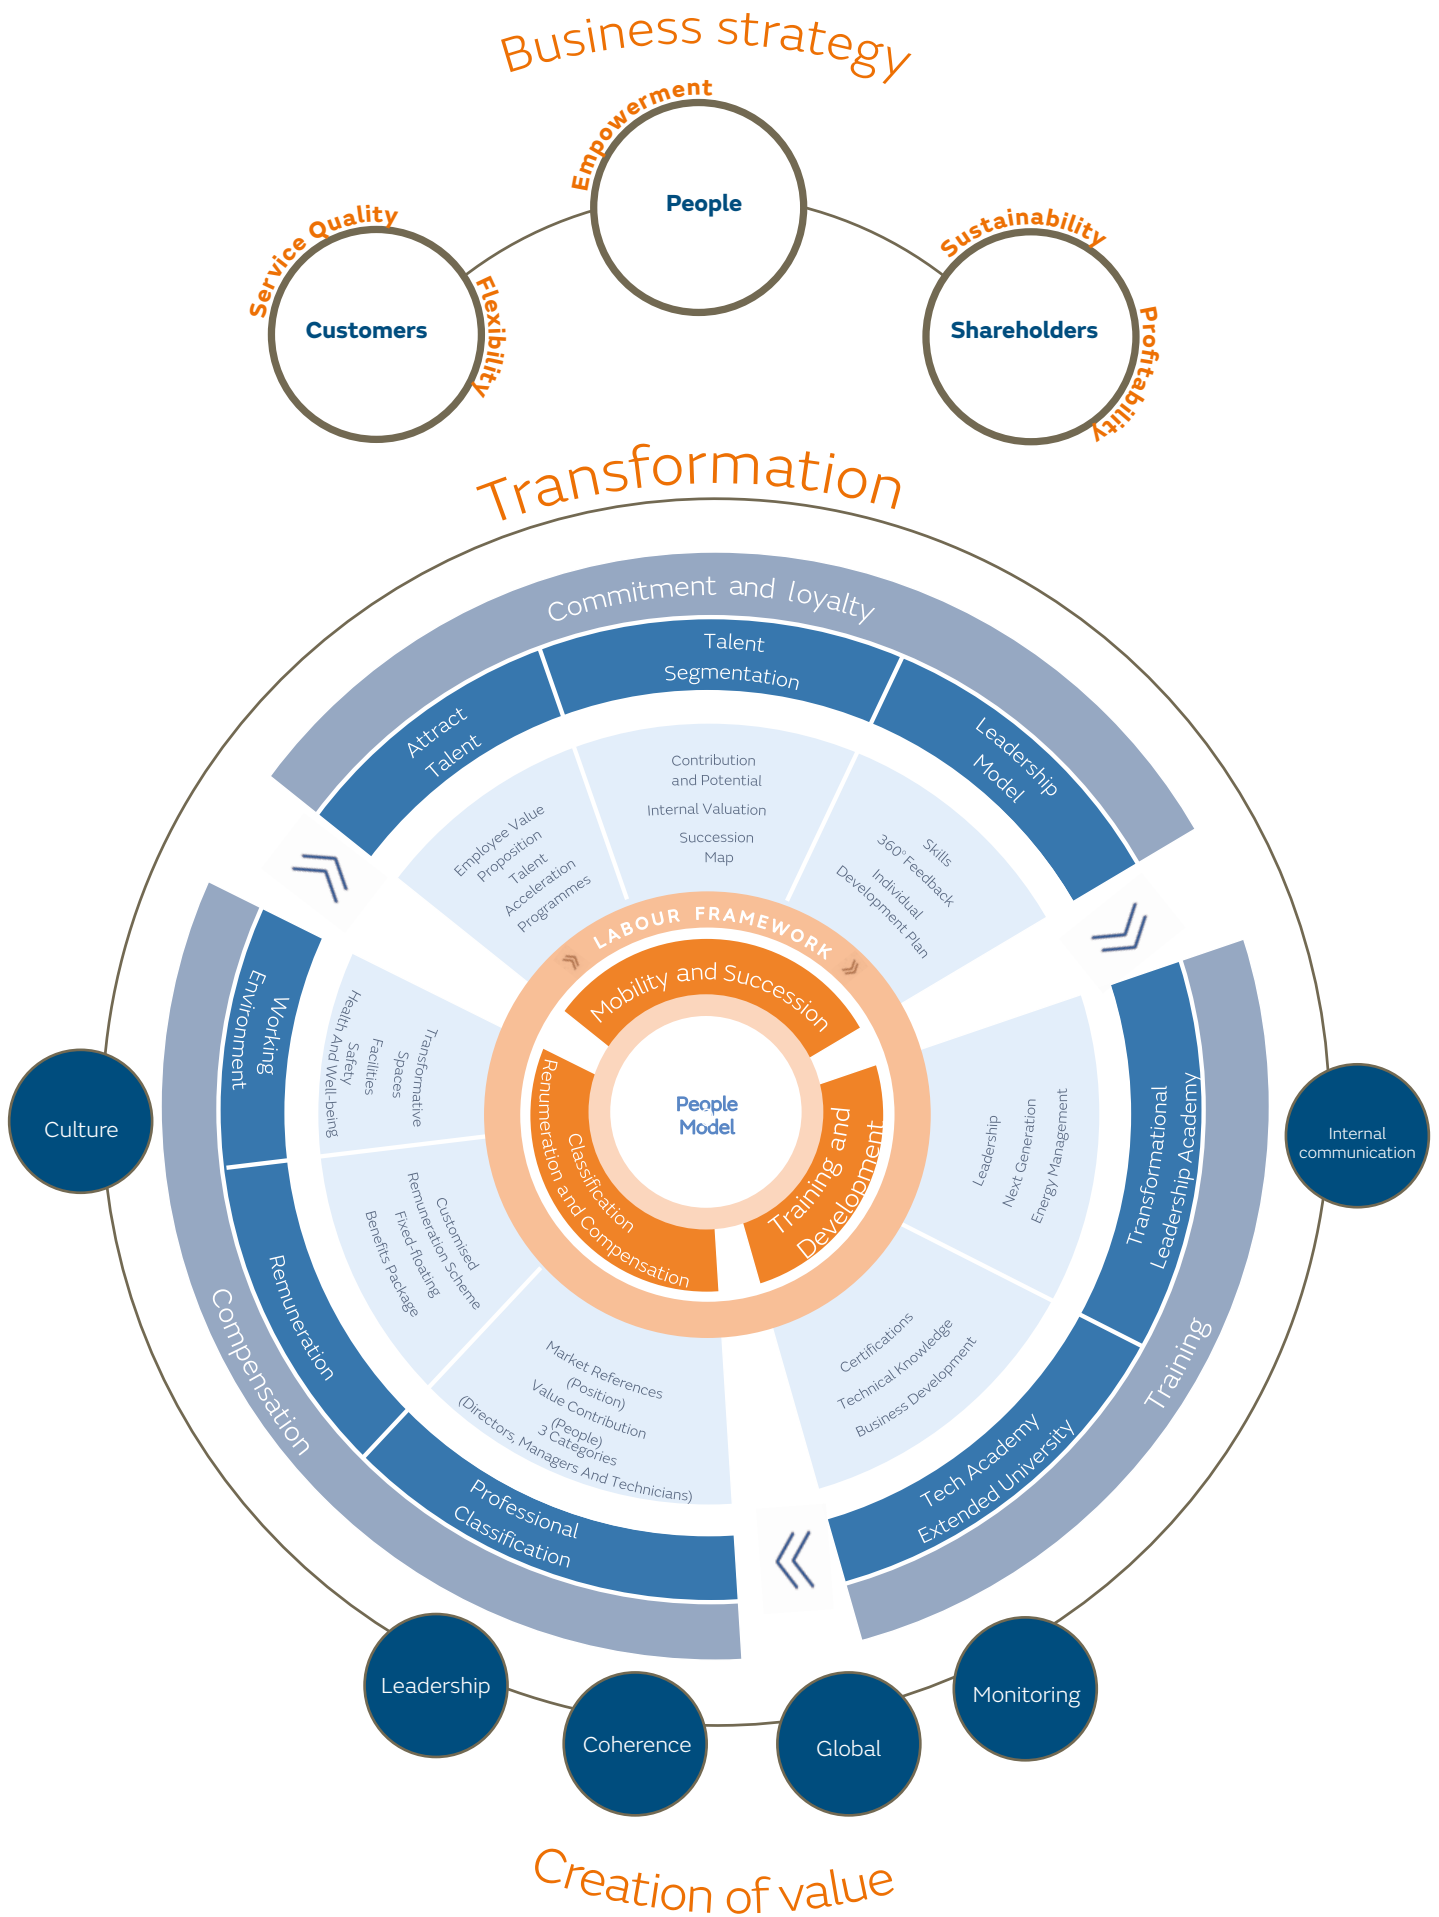 Business strategy
Empowerment
People
Service Quality
Customers
Flexibility
Sustainability
Shareholders
Profitability
Transformation
Commitment and loyalty
Attract
Talent
Talent
Segmentation
Leadership
Model
Employee Value
Proposition
Talent
Acceleration
Programmes
Contribution
and Potential
Internal Valuation
Succession
Map
Skills
360° Feedback
Individual
Development Plan
LABOUR FRAMEWORK
Mobility and Succession
Training and
Development
Classification
Renumeration and Compensation
People
Model
Working
Environment
Transformative
Spaces
Facilities
Safety
Health And Well-being
Remuneration
Customised
Remuneration Scheme
Fixed-floating
Benefits Package
Compensation
Professional
Classification
Market References
(Position)
Value Contribution
(People)
3 Categories
(Directors, Managers And Technicians)
Leadership
Next Generation
Energy Management
Transformational
Leadership Academy
Training
Certifications
Technical Knowledge
Business Development
Tech Academy
Extended University
Culture
Internal
communication
Leadership
Coherence
Global
Monitoring
Creation of value